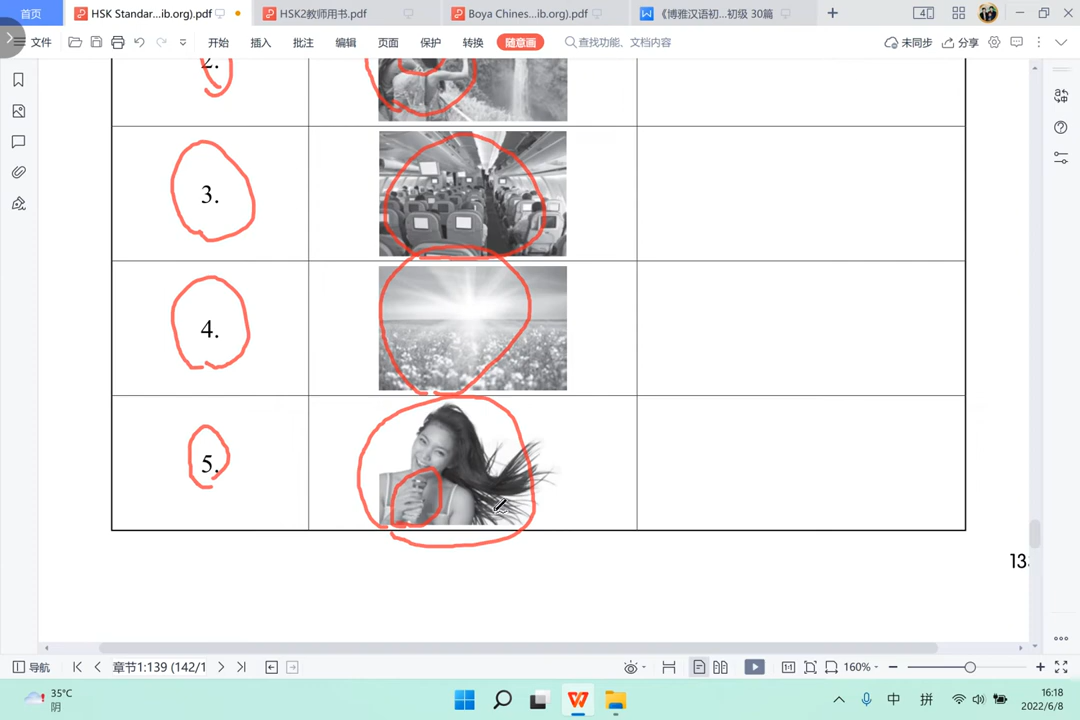 首页
HSK Standar...ib.org).pdf
HSK2教师用书.pdf
Boya Chines...ib.org).pdf
《博雅汉语初...初级 30篇
文件
开始
插入
批注
编辑
页面
保护
转换
随意画
查找功能、文档内容
未同步
分享
2.
3.
4.
5.
13
导航
章节1:139 (142/1
160%
35°C
阴
中
拼
16:18
2022/6/8